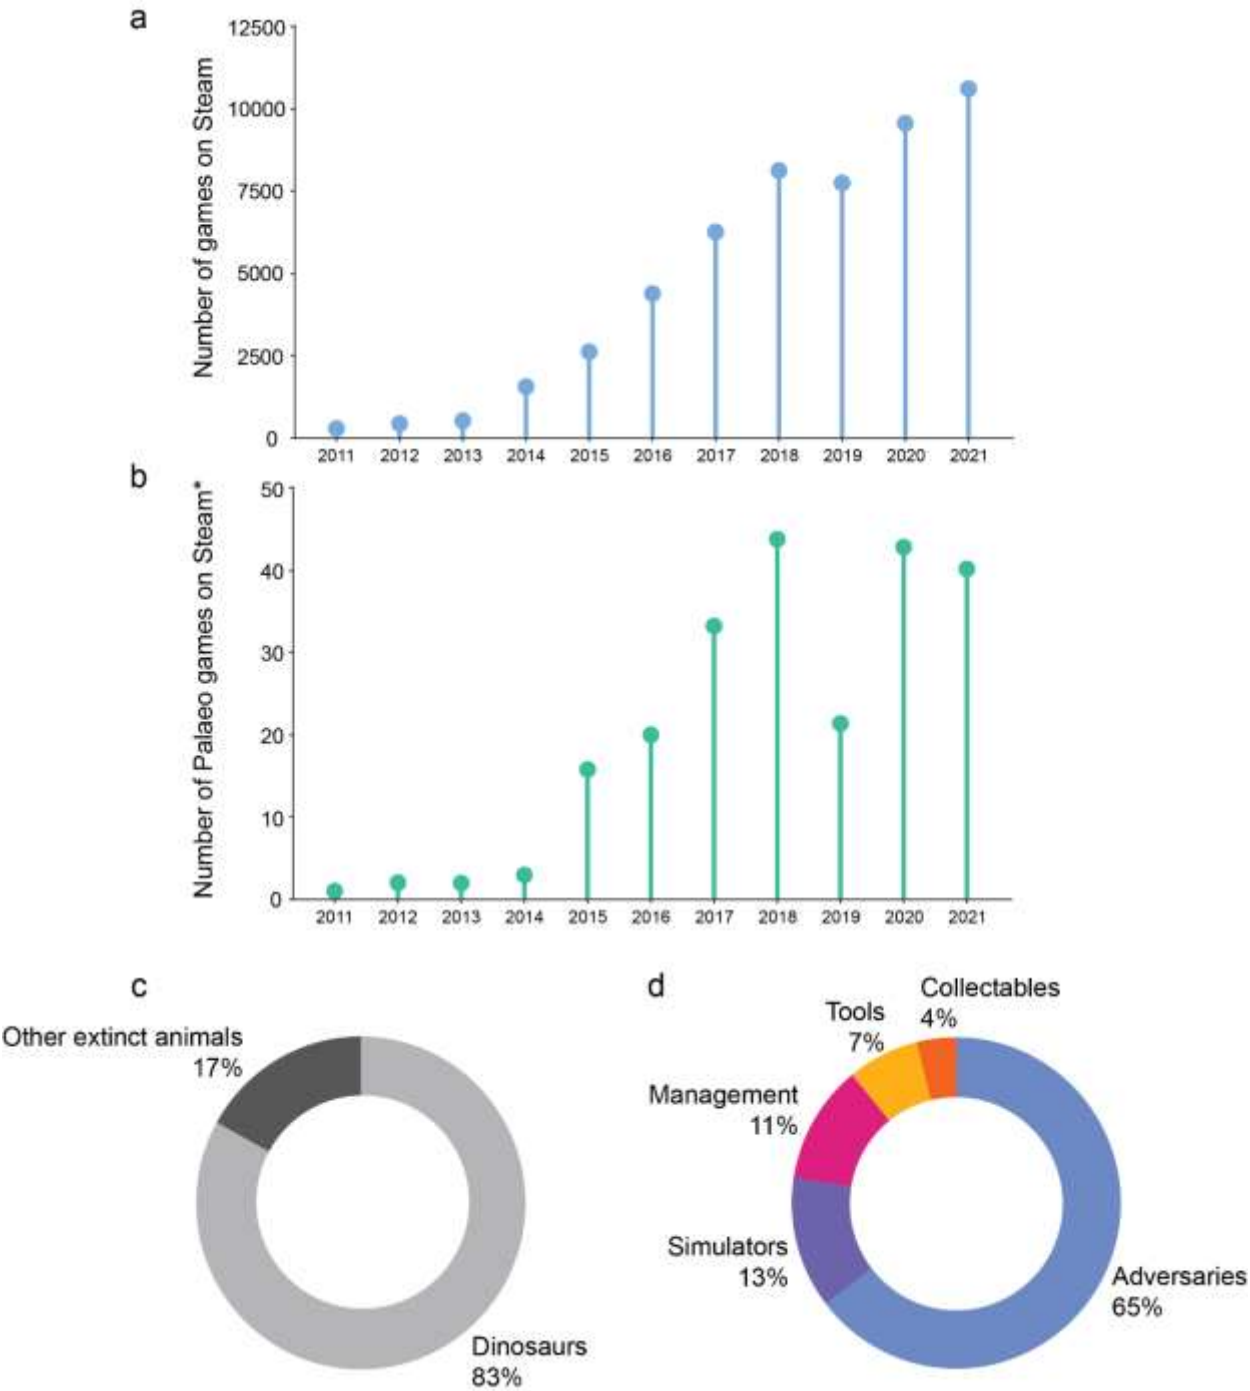 a
Number of games on Steam
12500
10000
7500
5000
2500
0
2011 2012 2013 2014 2015 2016 2017 2018 2019 2020 2021
b
Number of Palaeo games on Steam*
50
40
30
20
10
0
2011 2012 2013 2014 2015 2016 2017 2018 2019 2020 2021
c
Other extinct animals
17%
Dinosaurs
83%
d
Collectables
4%
Tools
7%
Management
11%
Simulators
13%
Adversaries
65%